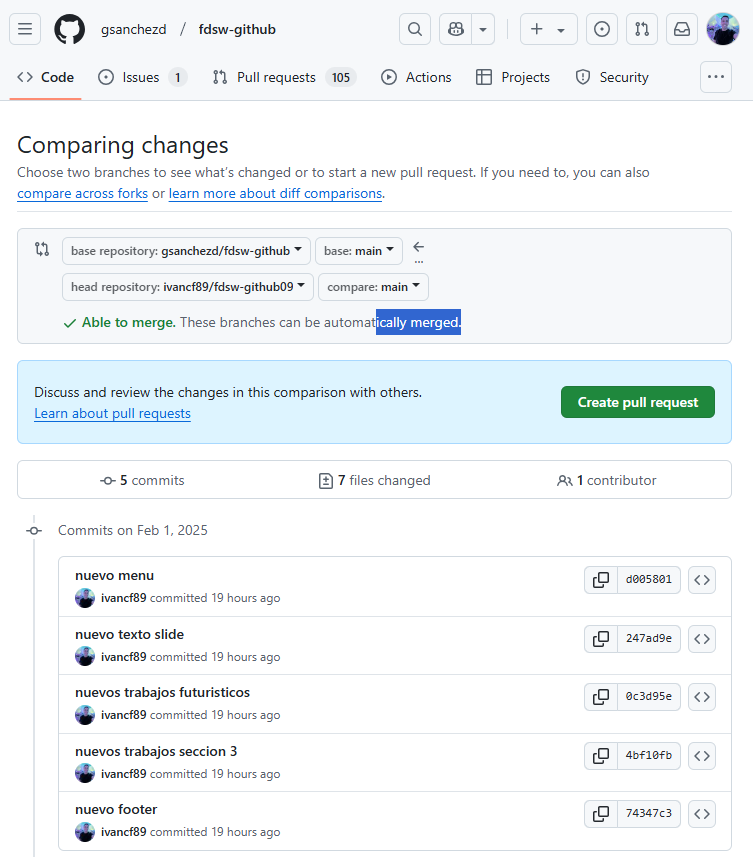 gsanchezd / fdsw-github
Code Issues 1 Pull requests 105 Actions Projects Security
Comparing changes
Choose two branches to see what's changed or to start a new pull request. If you need to, you can also
compare across forks or learn more about diff comparisons.
base repository: gsanchezd/fdsw-github base: main
head repository: ivancf89/fdsw-github09 compare: main
Able to merge. These branches can be automatically merged.
Discuss and review the changes in this comparison with others.
Learn about pull requests
Create pull request
5 commits 7 files changed 1 contributor
Commits on Feb 1, 2025
nuevo menu
ivancf89 committed 19 hours ago
d005801
nuevo texto slide
ivancf89 committed 19 hours ago
247ad9e
nuevos trabajos futuristicos
ivancf89 committed 19 hours ago
0c3d95e
nuevos trabajos seccion 3
ivancf89 committed 19 hours ago
4bf10fb
nuevo footer
ivancf89 committed 19 hours ago
74347c3